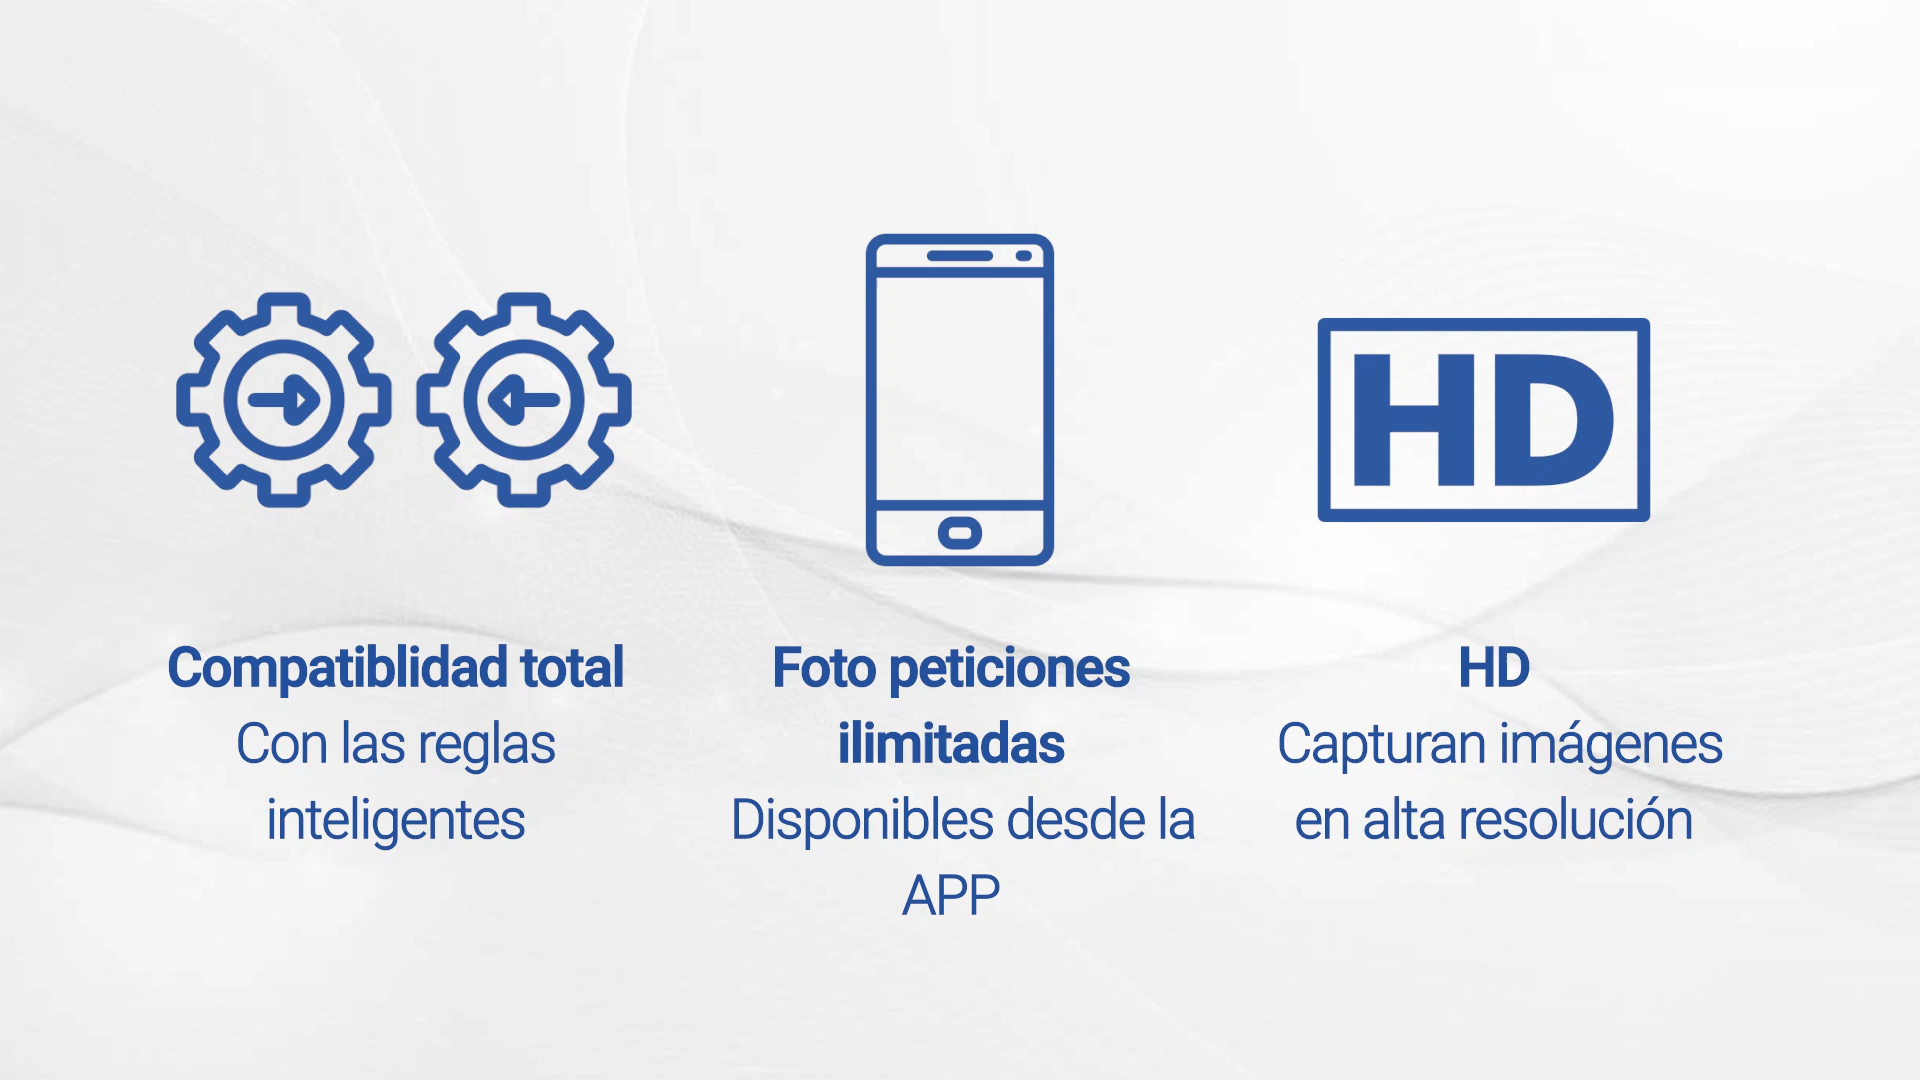 HD
Compatiblidad total
Con las reglas
inteligentes
Foto peticiones
ilimitadas
Disponibles desde la
APP
HD
Capturan imágenes
en alta resolución